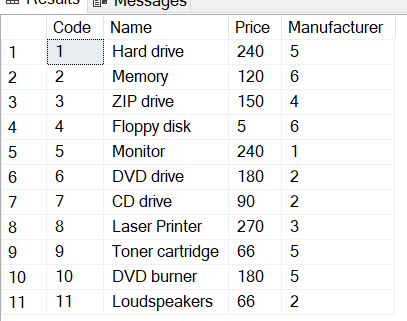 Results Messages
Code Name Price Manufacturer
1 1 Hard drive 240 5
2 2 Memory 120 6
3 3 ZIP drive 150 4
4 4 Floppy disk 5 6
5 5 Monitor 240 1
6 6 DVD drive 180 2
7 7 CD drive 90 2
8 8 Laser Printer 270 3
9 9 Toner cartridge 66 5
10 10 DVD burner 180 5
11 11 Loudspeakers 66 2